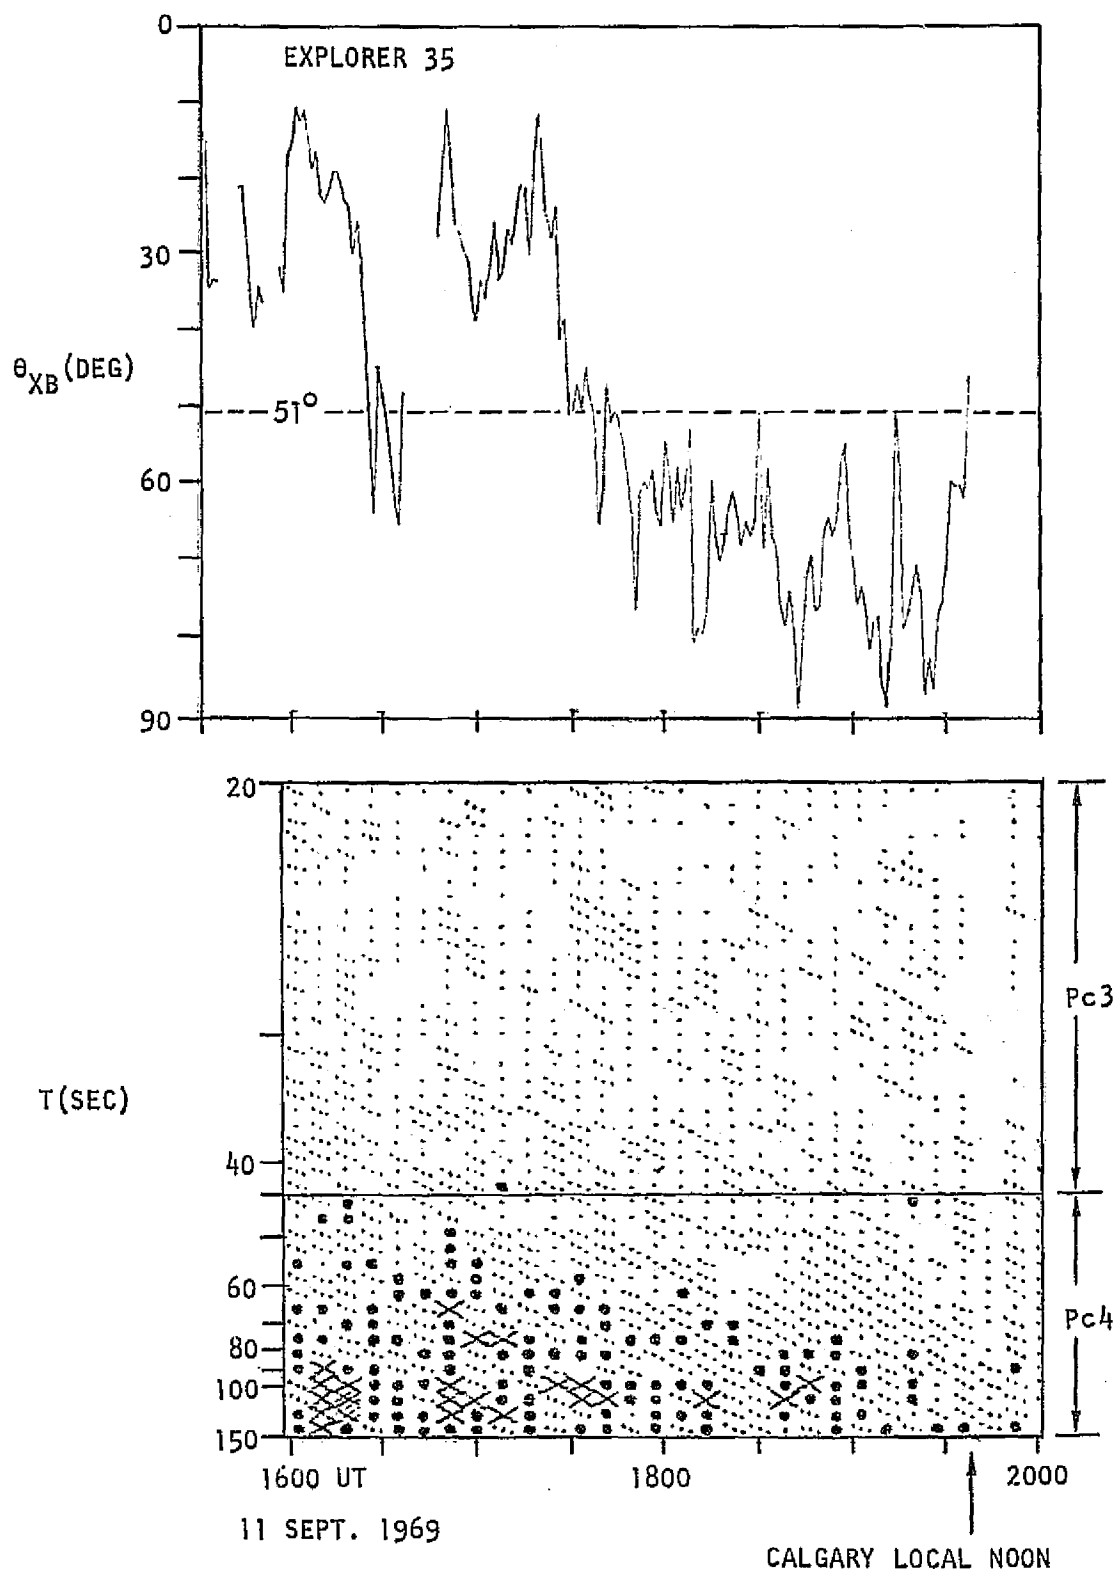 0
EXPLORER 35
30
θXB (DEG)
51°
60
90
20
Pc3
T(SEC)
40
60
Pc4
80
100
150
1600 UT
1800
2000
11 SEPT. 1969
CALGARY LOCAL NOON